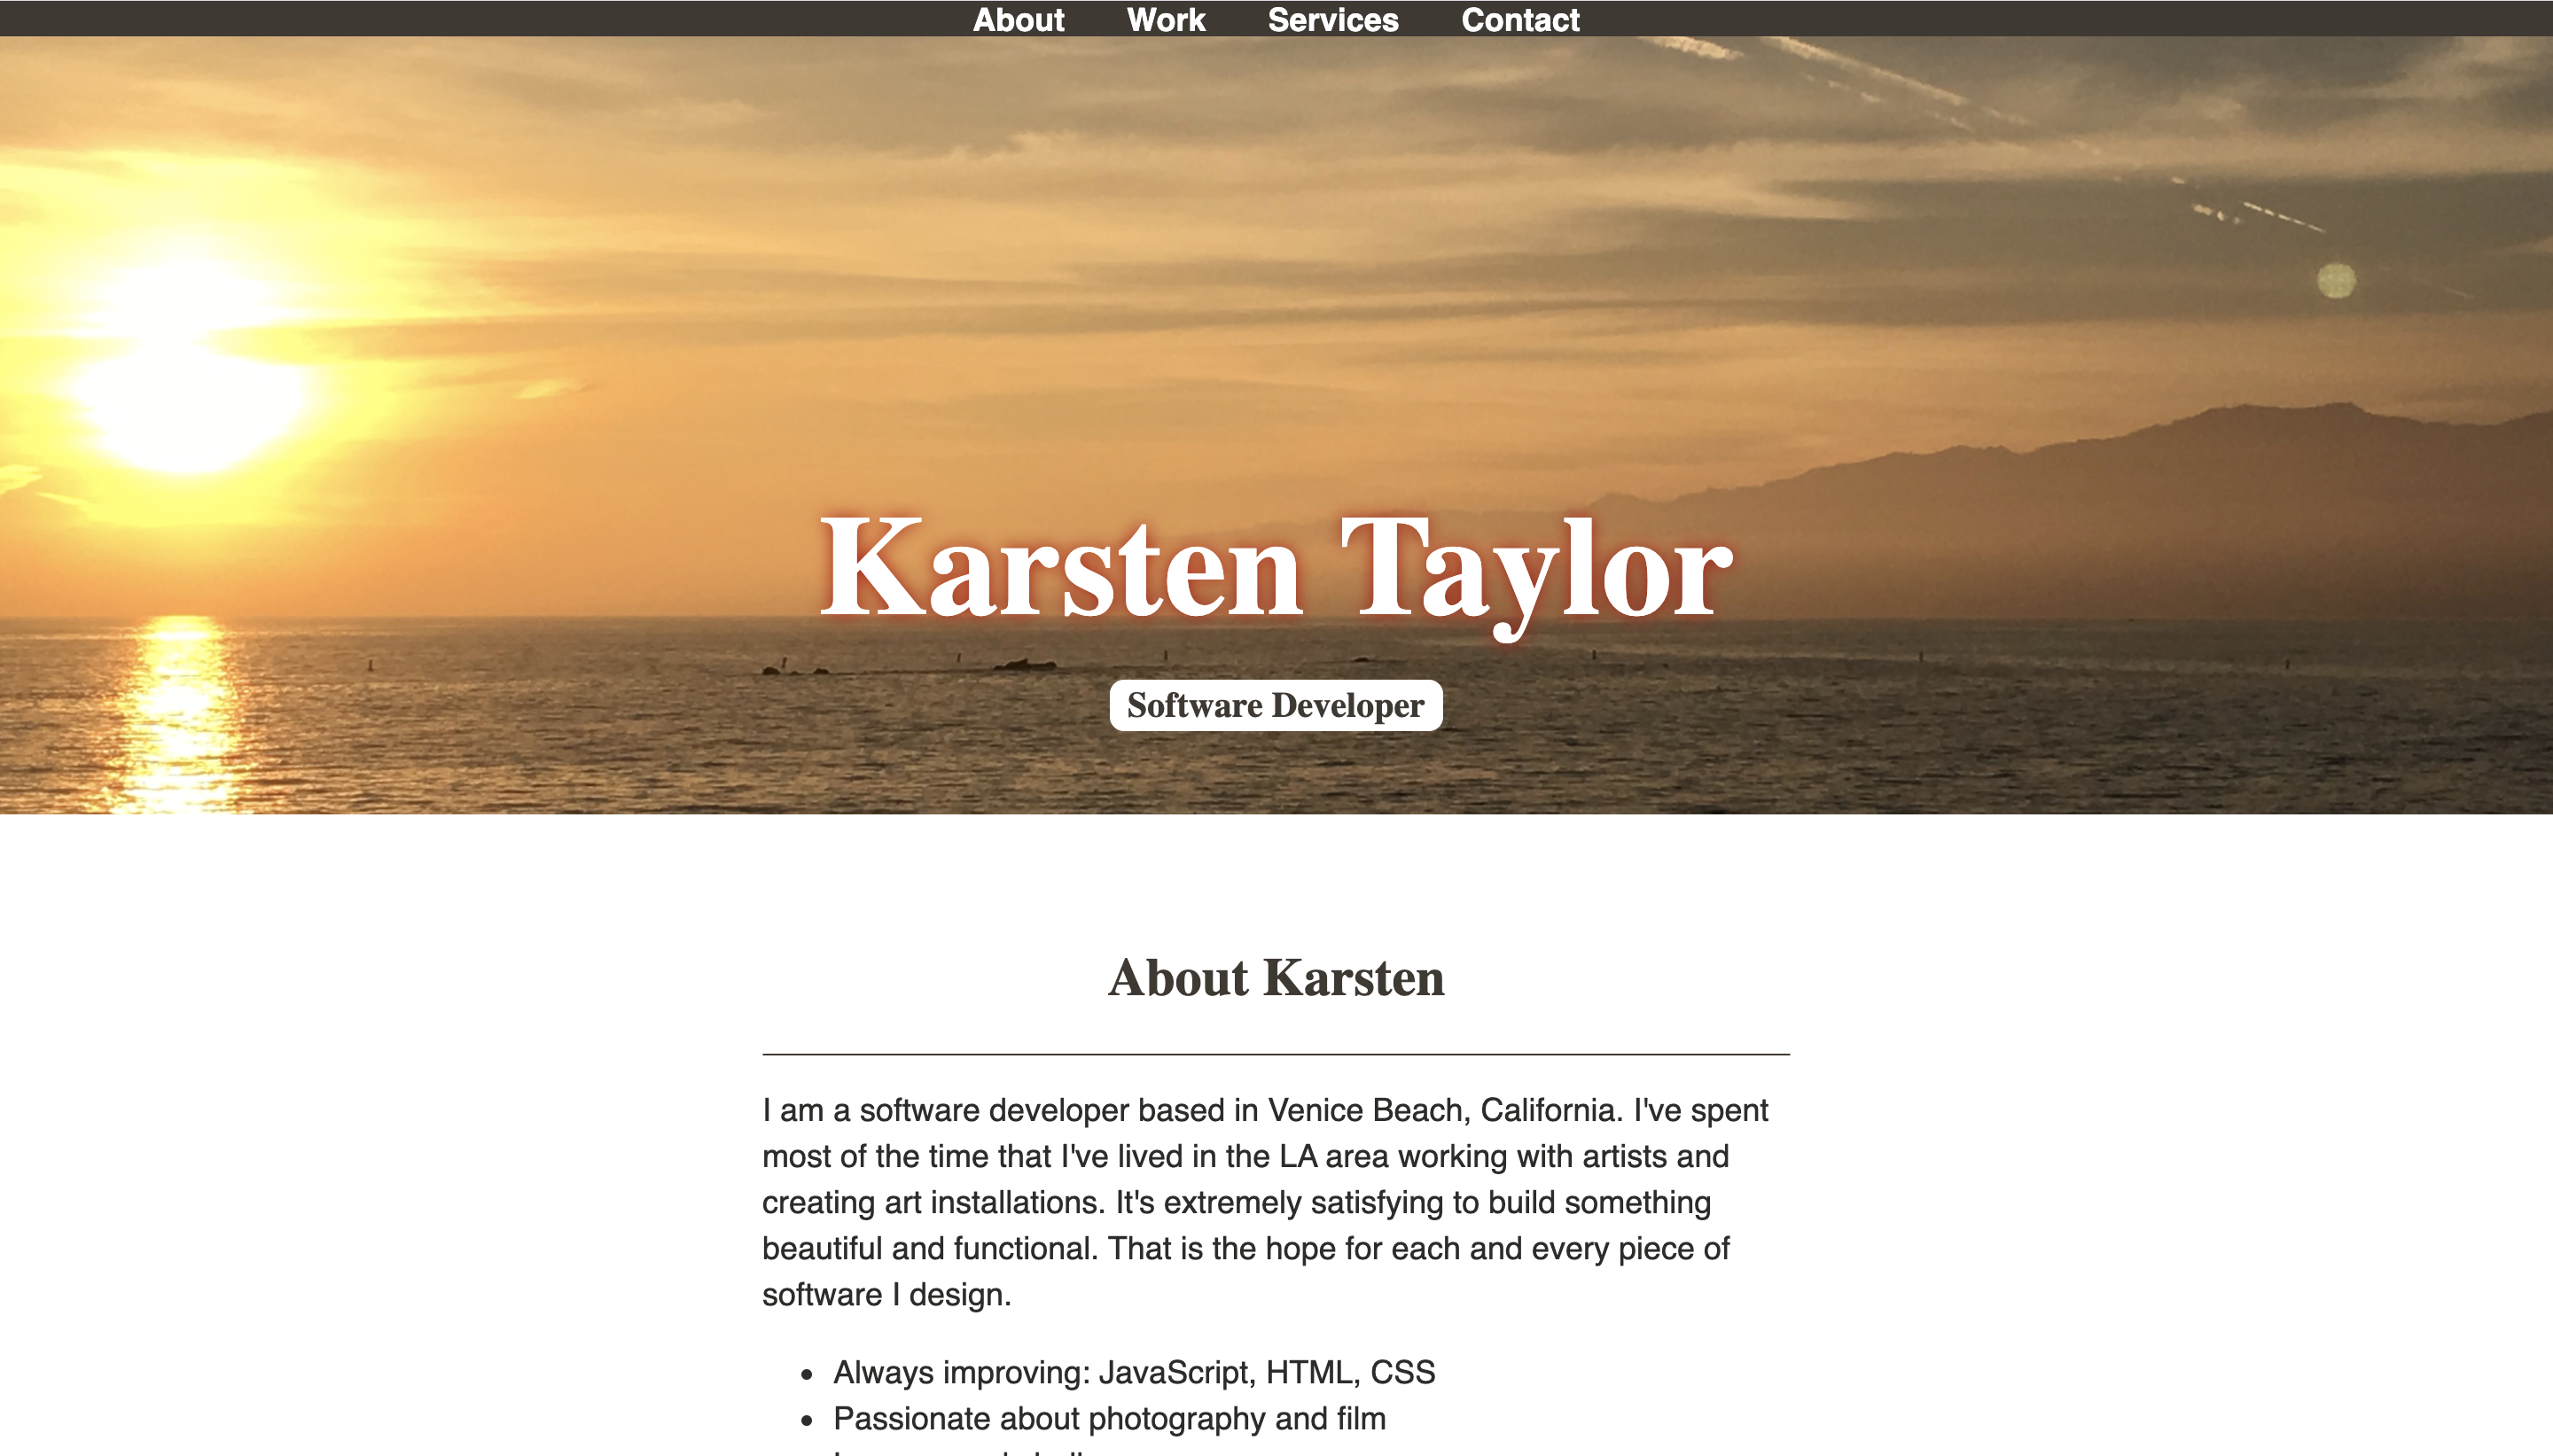 About Work Services Contact
Karsten Taylor
Software Developer
About Karsten
I am a software developer based in Venice Beach, California. I've spent
most of the time that I've lived in the LA area working with artists and
creating art installations. It's extremely satisfying to build something
beautiful and functional. That is the hope for each and every piece of
software I design.
• Always improving: JavaScript, HTML, CSS
• Passionate about photography and film